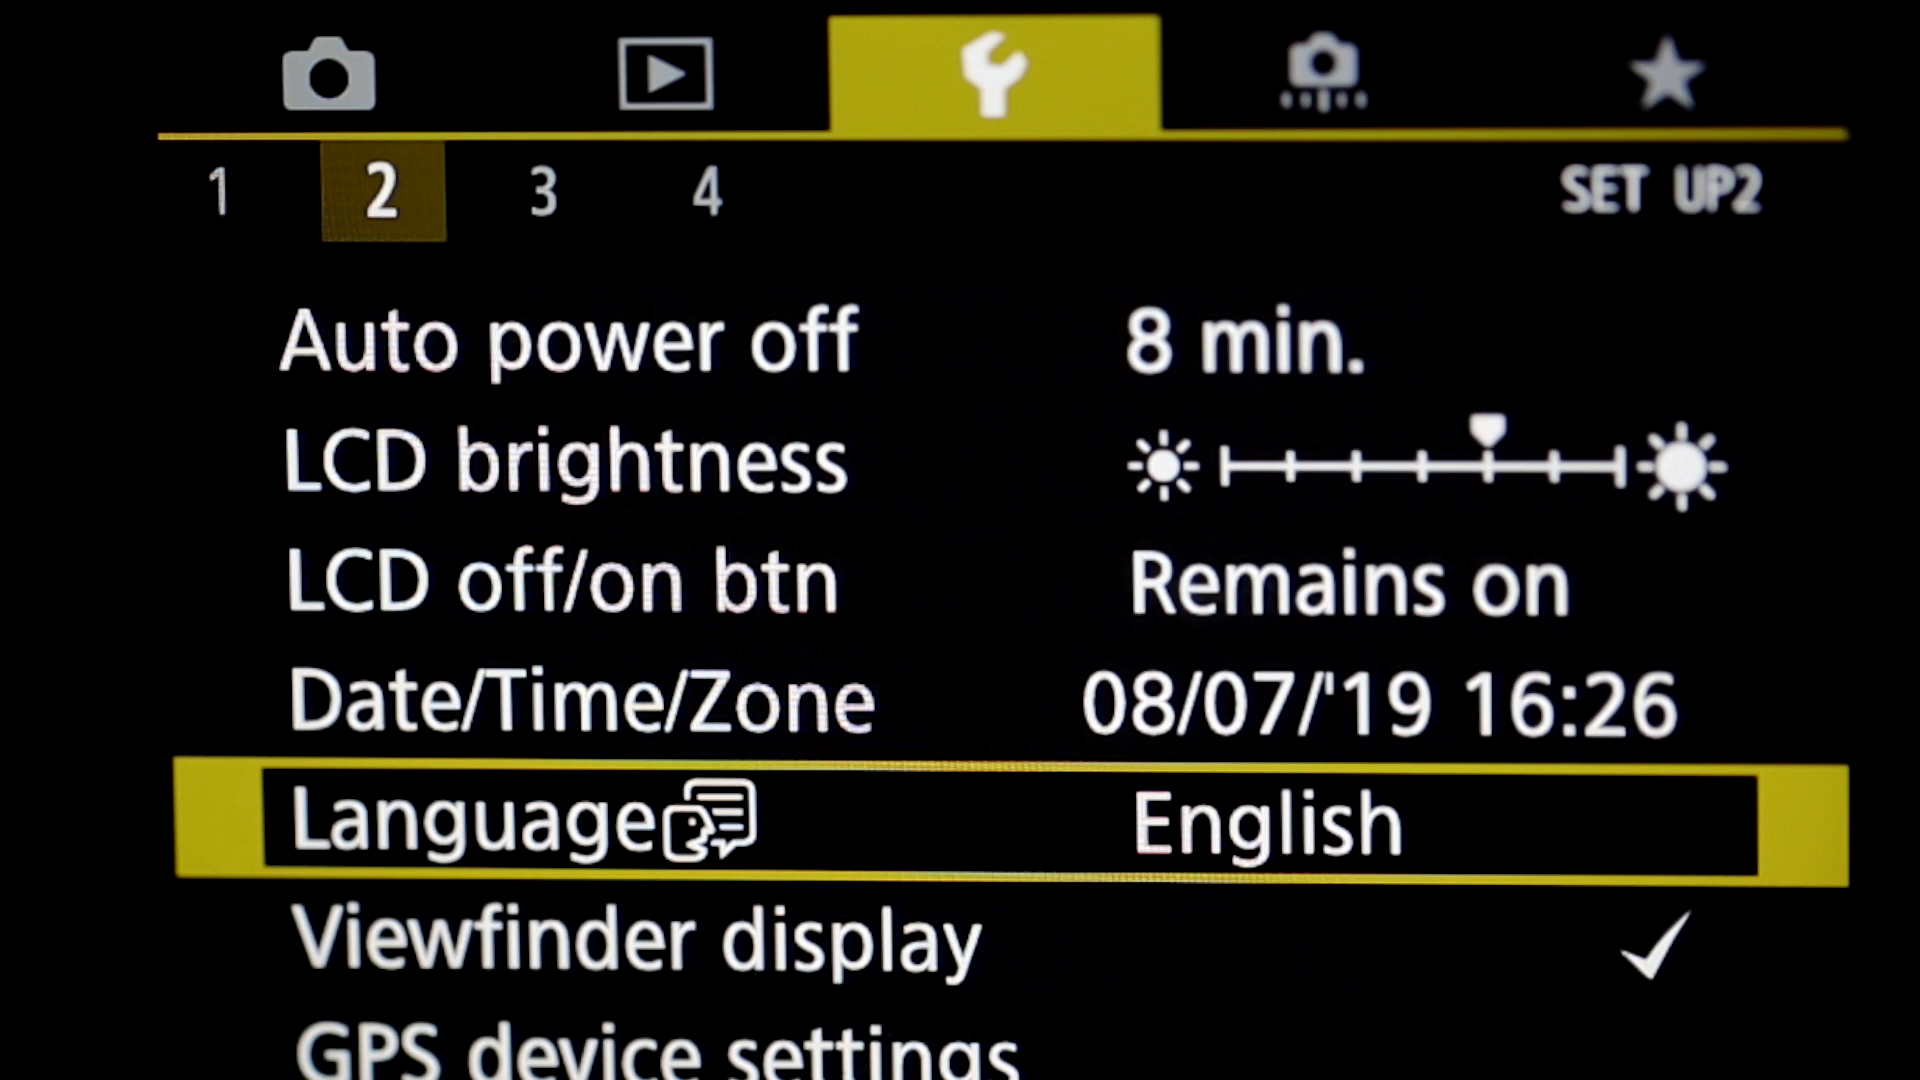 1 2 3 4 SET UP2
Auto power off 8 min.
LCD brightness
LCD off/on btn Remains on
Date/Time/Zone 08/07/'19 16:26
Language English
Viewfinder display
GPS device settings